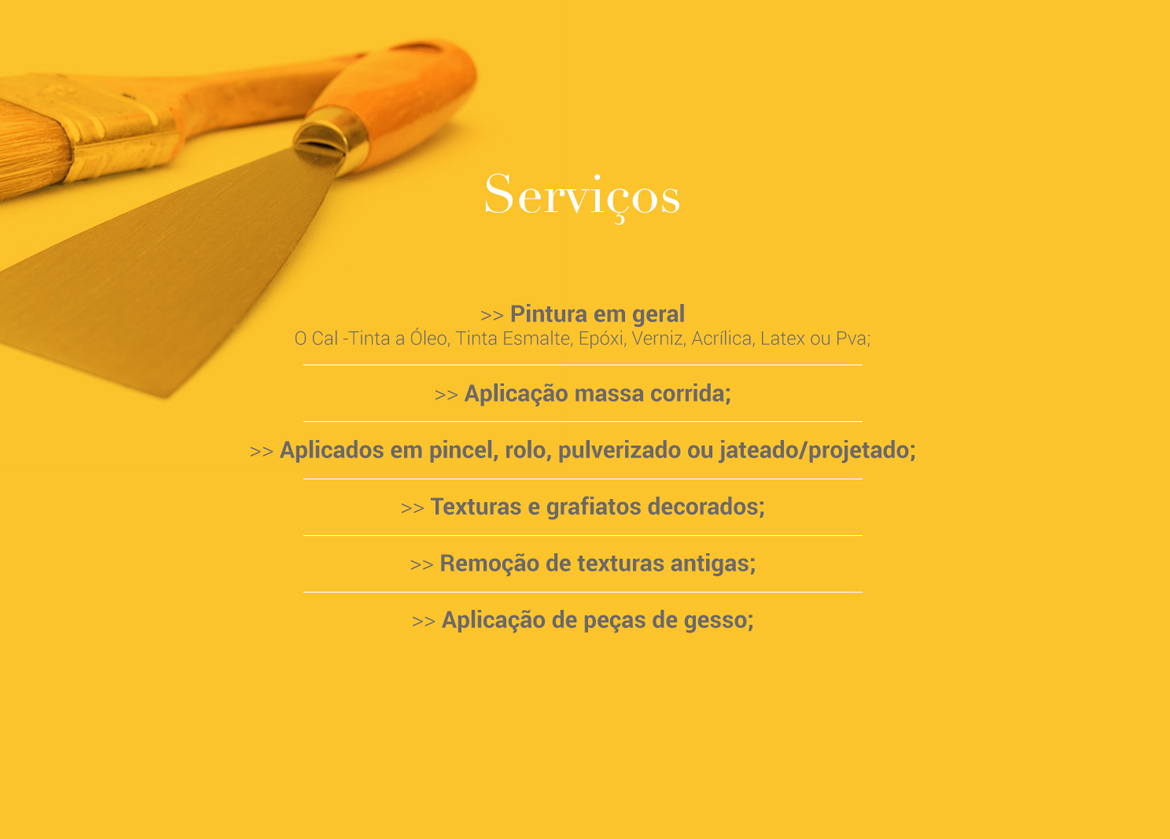 Serviços
>> Pintura em geral
O Cal -Tinta a Óleo, Tinta Esmalte, Epóxi, Verniz, Acrílica, Latex ou Pva;
>> Aplicação massa corrida;
>> Aplicados em pincel, rolo, pulverizado ou jateado/projetado;
>> Texturas e grafiatos decorados;
>> Remoção de texturas antigas;
>> Aplicação de peças de gesso;